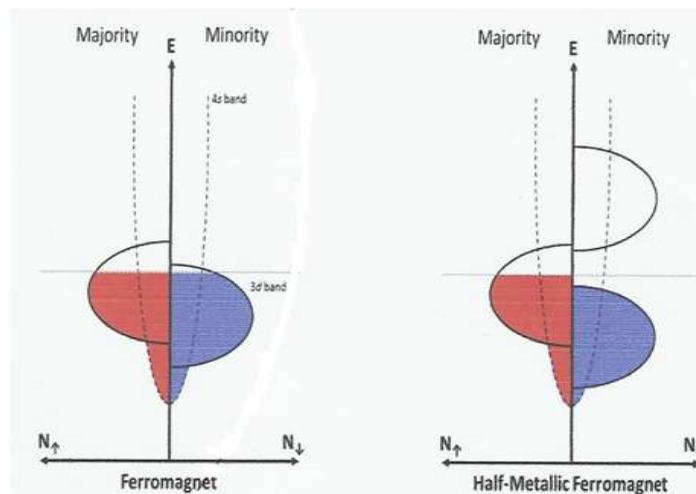 Majority Minority
E
4s band
3d band
N↑ N↓
Ferromagnet
Majority Minority
E
N↑ N
Half-Metallic Ferromagnet